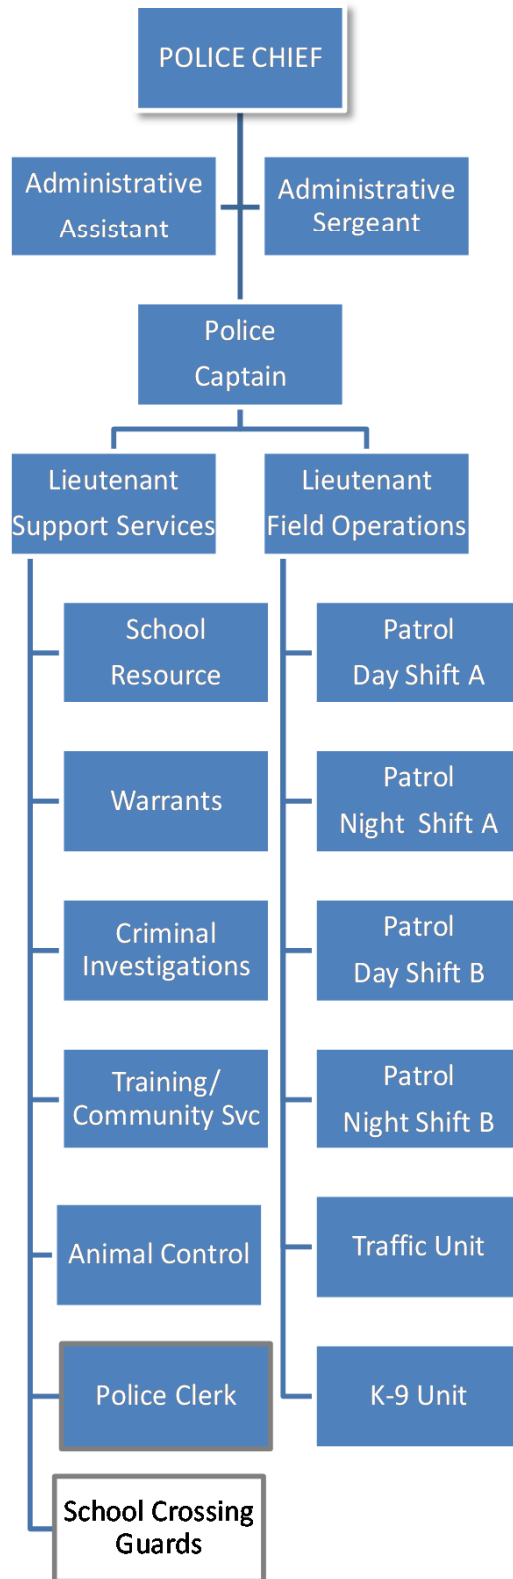 POLICE CHIEF
Administrative
Assistant
Administrative
Sergeant
Police
Captain
Lieutenant
Support Services
Lieutenant
Field Operations
School
Resource
Warrants
Criminal
Investigations
Training/
Community Svc
Animal Control
Police Clerk
School Crossing
Guards
Patrol
Day Shift A
Patrol
Night Shift A
Patrol
Day Shift B
Patrol
Night Shift B
Traffic Unit
K-9 Unit